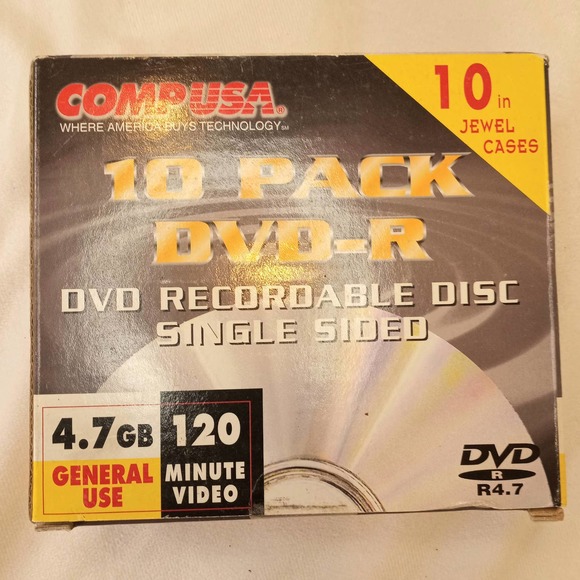 COMPUSA®
WHERE AMERICA BUYS TECHNOLOGY SM
10 in
JEWEL
CASES
10 PACK
DVD-R
DVD RECORDABLE DISC
SINGLE SIDED
4.7GB
GENERAL
USE
120
MINUTE
VIDEO
DVD
R
R4.7